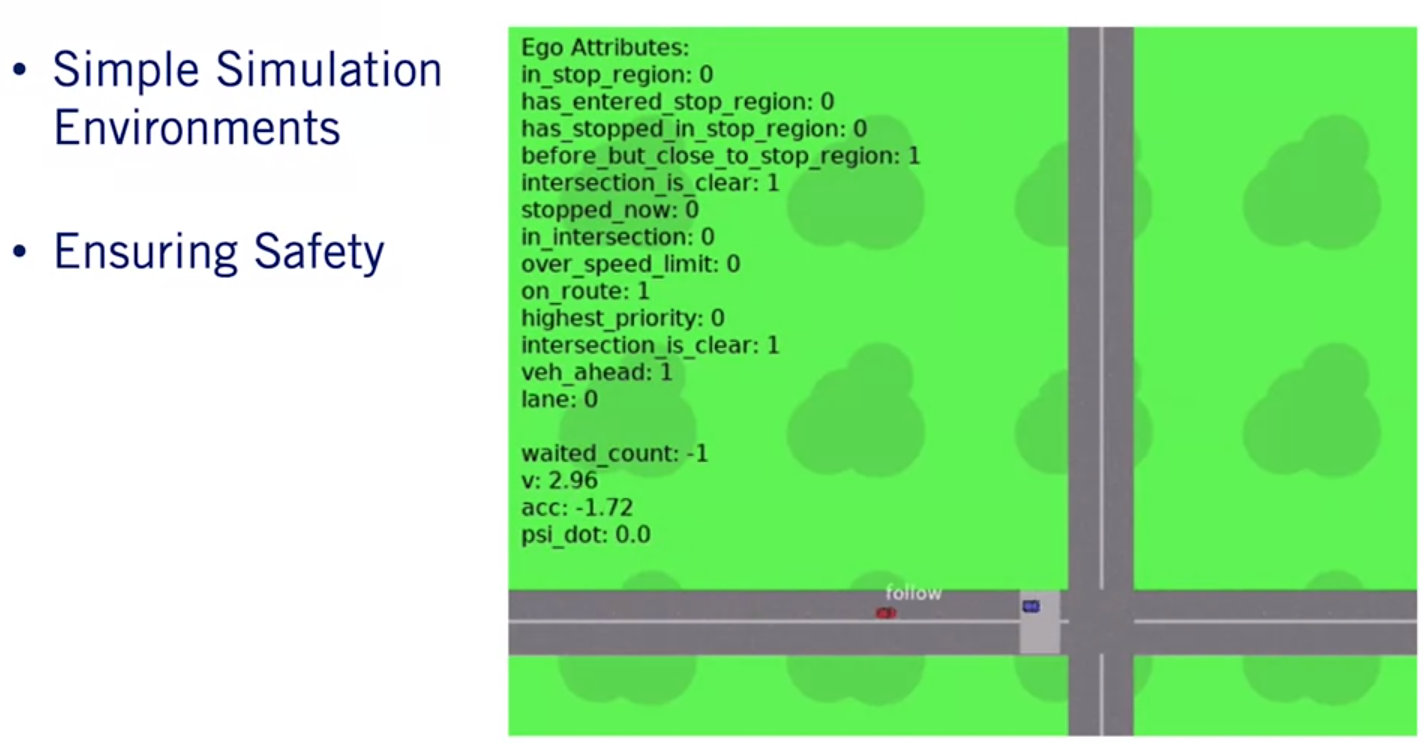 • Simple Simulation
Environments
• Ensuring Safety
Ego Attributes:
in_stop_region: 0
has_entered_stop_region: 0
has_stopped_in_stop_region: 0
before_but_close_to_stop_region: 1
intersection_is_clear: 1
stopped_now: 0
in_intersection: 0
over_speed_limit: 0
on_route: 1
highest_priority: 0
intersection_is_clear: 1
veh_ahead: 1
lane: 0
waited_count: -1
v: 2.96
acc: -1.72
psi_dot: 0.0
follow